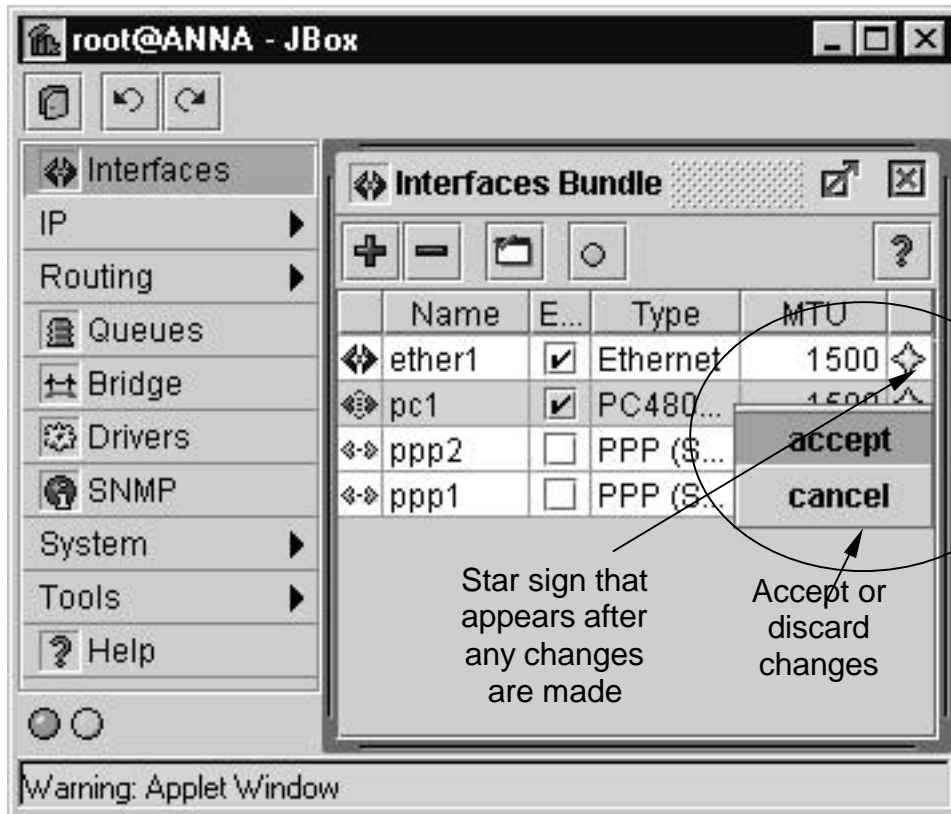 root@ANNA - JBox
Interfaces
IP
Routing
Queues
Bridge
Drivers
SNMP
System
Tools
? Help
Interfaces Bundle
?
Name E... Type MTU
ether1 Ethernet 1500
pc1 PC480... 1500
ppp2 PPP (S...
ppp1 PPP (S...
accept
cancel
Star sign that
appears after
any changes
are made
Accept or
discard
changes
Warning: Applet Window